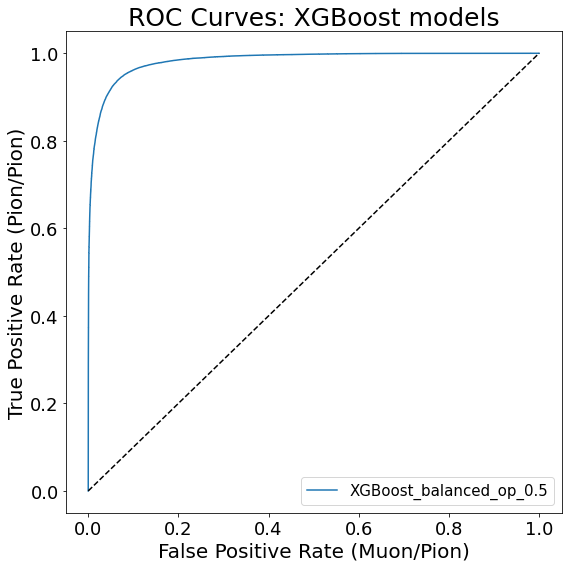 ROC Curves: XGBoost models
True Positive Rate (Pion/Pion)
1.0
0.8
0.6
0.4
0.2
0.0
XGBoost_balanced_op_0.5
0.0 0.2 0.4 0.6 0.8 1.0
False Positive Rate (Muon/Pion)